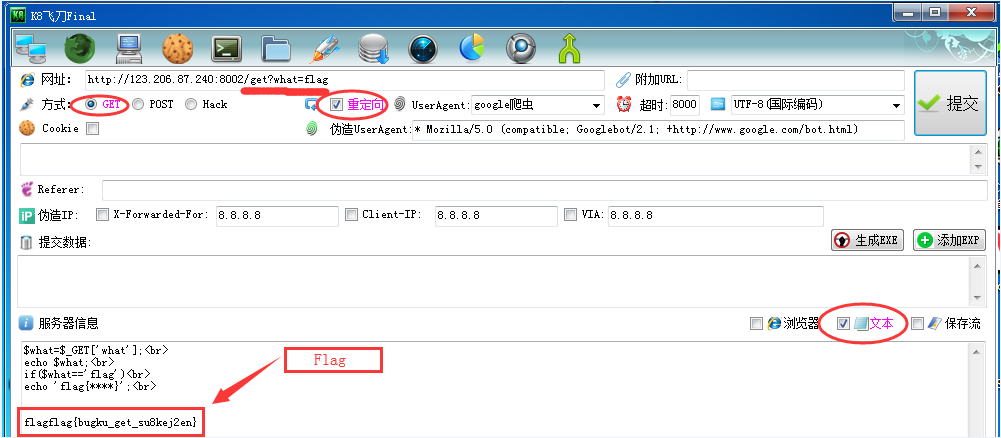 K8飞刀Final
网址: http://123.206.87.240:8002/get?what=flag 附加URL:
方式: GET POST Hack 重定向 UserAgent: google爬虫 超时: 8000 UTF-8(国际编码) 提交
Cookie 伪造UserAgent: * Mozilla/5.0 (compatible; Googlebot/2.1; +http://www.google.com/bot.html)
Referer:
iP 伪造IP: X-Forwarded-For: 8.8.8.8 Client-IP: 8.8.8.8 VIA: 8.8.8.8
提交数据: 生成EXE 添加EXP
服务器信息 浏览器 文本 保存流
$what=$_GET['what'];<br>
echo $what;<br>
if($what=='flag')<br>
echo 'flag{****}';<br>
Flag
flagflag{bugku_get_su8kej2en}